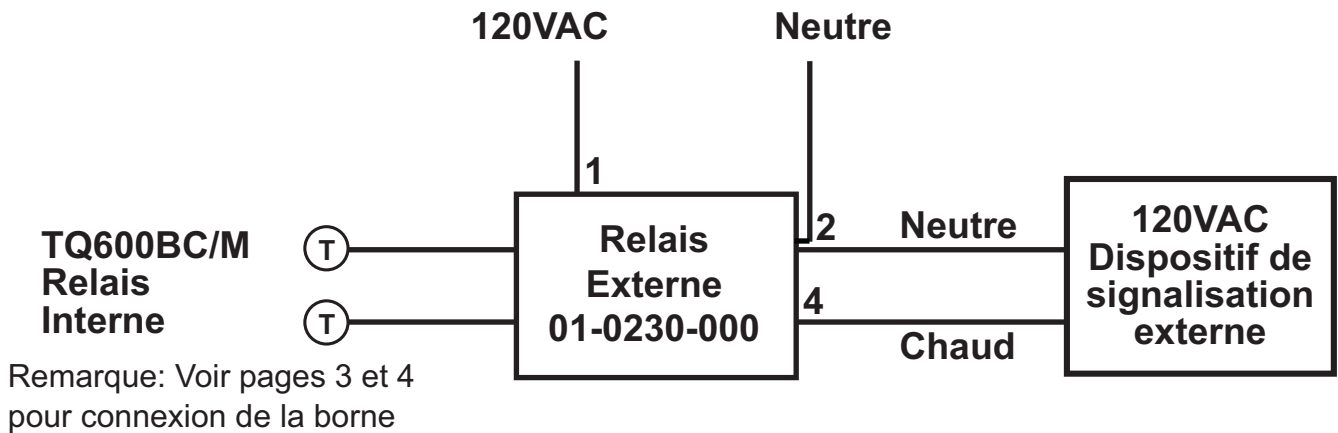 120VAC
Neutre
1
TQ600BC/M
Relais
Interne
T
T
Relais
Externe
01-0230-000
2
Neutre
4
Chaud
120VAC
Dispositif de
signalisation
externe
Remarque: Voir pages 3 et 4
pour connexion de la borne